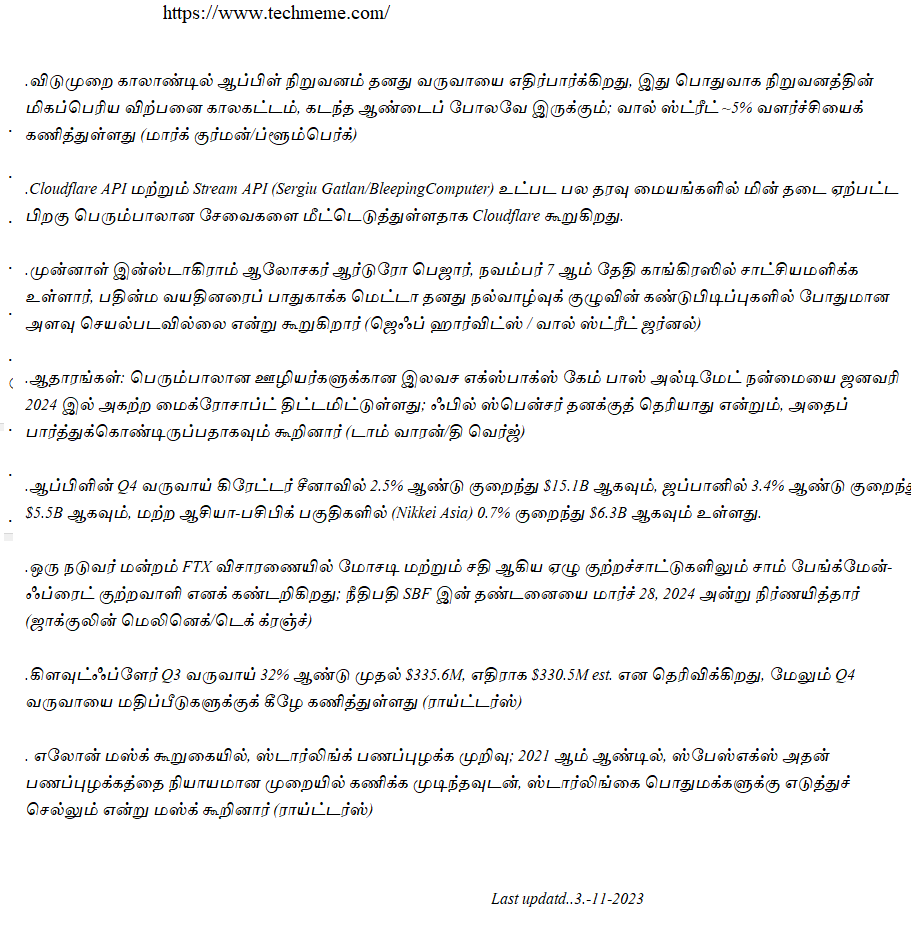 https://www.techmeme.com/
.விடுமுறை காலாண்டில் ஆப்பிள் நிறுவனம் தனது வருவாயை எதிர்பார்க்கிறது, இது பொதுவாக நிறுவனத்தின்
மிகப்பெரிய விற்பனை காலகட்டம், கடந்த ஆண்டைப் போலவே இருக்கும்; வால் ஸ்ட்ரீட் ~5% வளர்ச்சியைக்
கணித்துள்ளது (மார்க் குர்மன்/ப்ளூம்பெர்க்)
.Cloudflare API மற்றும் Stream API (Sergiu Gatlan/BleepingComputer) உட்பட பல தரவு மையங்களில் மின் தடை ஏற்பட்ட
பிறகு பெரும்பாலான சேவைகளை மீட்டெடுத்துள்ளதாக Cloudflare கூறுகிறது.
.முன்னாள் இன்ஸ்டாகிராம் ஆலோசகர் ஆர்டுரோ பெஜார், நவம்பர் 7 ஆம் தேதி காங்கிரஸில் சாட்சியமளிக்க
உள்ளார், பதின்ம வயதினரைப் பாதுகாக்க மெட்டா தனது நல்வாழ்வுக் குழுவின் கண்டுபிடிப்புகளில் போதுமான
அளவு செயல்படவில்லை என்று கூறுகிறார் (ஜெஃப் ஹார்விட்ஸ் / வால் ஸ்ட்ரீட் ஜர்னல்)
.ஆதாரங்கள்: பெரும்பாலான ஊழியர்களுக்கான இலவச எக்ஸ்பாக்ஸ் கேம் பாஸ் அல்டிமேட் நன்மையை ஜனவரி
2024 இல் அகற்ற மைக்ரோசாப்ட் திட்டமிட்டுள்ளது; ஃபில் ஸ்பென்சர் தனக்குத் தெரியாது என்றும், அதைப்
பார்த்துக்கொண்டிருப்பதாகவும் கூறினார் (டாம் வாரன்/தி வெர்ஜ்)
.ஆப்பிளின் Q4 வருவாய் கிரேட்டர் சீனாவில் 2.5% ஆண்டு குறைந்து $15.1B ஆகவும், ஜப்பானில் 3.4% ஆண்டு குறைந்து
$5.5B ஆகவும், மற்ற ஆசியா-பசிபிக் பகுதிகளில் (Nikkei Asia) 0.7% குறைந்து $6.3B ஆகவும் உள்ளது.
.ஒரு நடுவர் மன்றம் FTX விசாரணையில் மோசடி மற்றும் சதி ஆகிய ஏழு குற்றச்சாட்டுகளிலும் சாம் பேங்க்மேன்-
ஃப்ரைட் குற்றவாளி எனக் கண்டறிகிறது; நீதிபதி SBF இன் தண்டனையை மார்ச் 28, 2024 அன்று நிர்ணயித்தார்
(ஜாக்குலின் மெலினெக்/டெக் க்ரஞ்ச்)
.கிளவுட்ஃப்ளேர் Q3 வருவாய் 32% ஆண்டு முதல் $335.6M, எதிராக $330.5M est. என தெரிவிக்கிறது, மேலும் Q4
வருவாயை மதிப்பீடுகளுக்குக் கீழே கணித்துள்ளது (ராய்ட்டர்ஸ்)
. எலோன் மஸ்க் கூறுகையில், ஸ்டார்லிங்க் பணப்புழக்க முறிவு; 2021 ஆம் ஆண்டில், ஸ்பேஸ்எக்ஸ் அதன்
பணப்புழக்கத்தை நியாயமான முறையில் கணிக்க முடிந்தவுடன், ஸ்டார்லிங்கை பொதுமக்களுக்கு எடுத்துச்
செல்லும் என்று மஸ்க் கூறினார் (ராய்ட்டர்ஸ்)
Last updatd..3.-11-2023